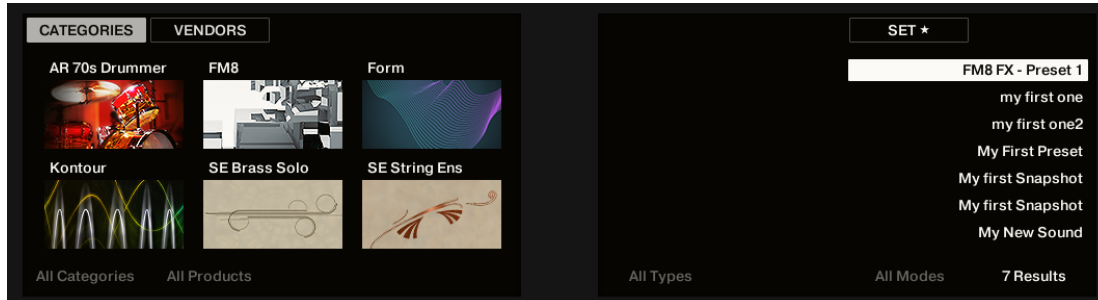 CATEGORIES VENDORS
AR 70s Drummer FM8 Form
Kontour SE Brass Solo SE String Ens
All Categories All Products
SET ★
FM8 FX - Preset 1
my first one
my first one2
My First Preset
My first Snapshot
My first Snapshot
My New Sound
All Types All Modes 7 Results